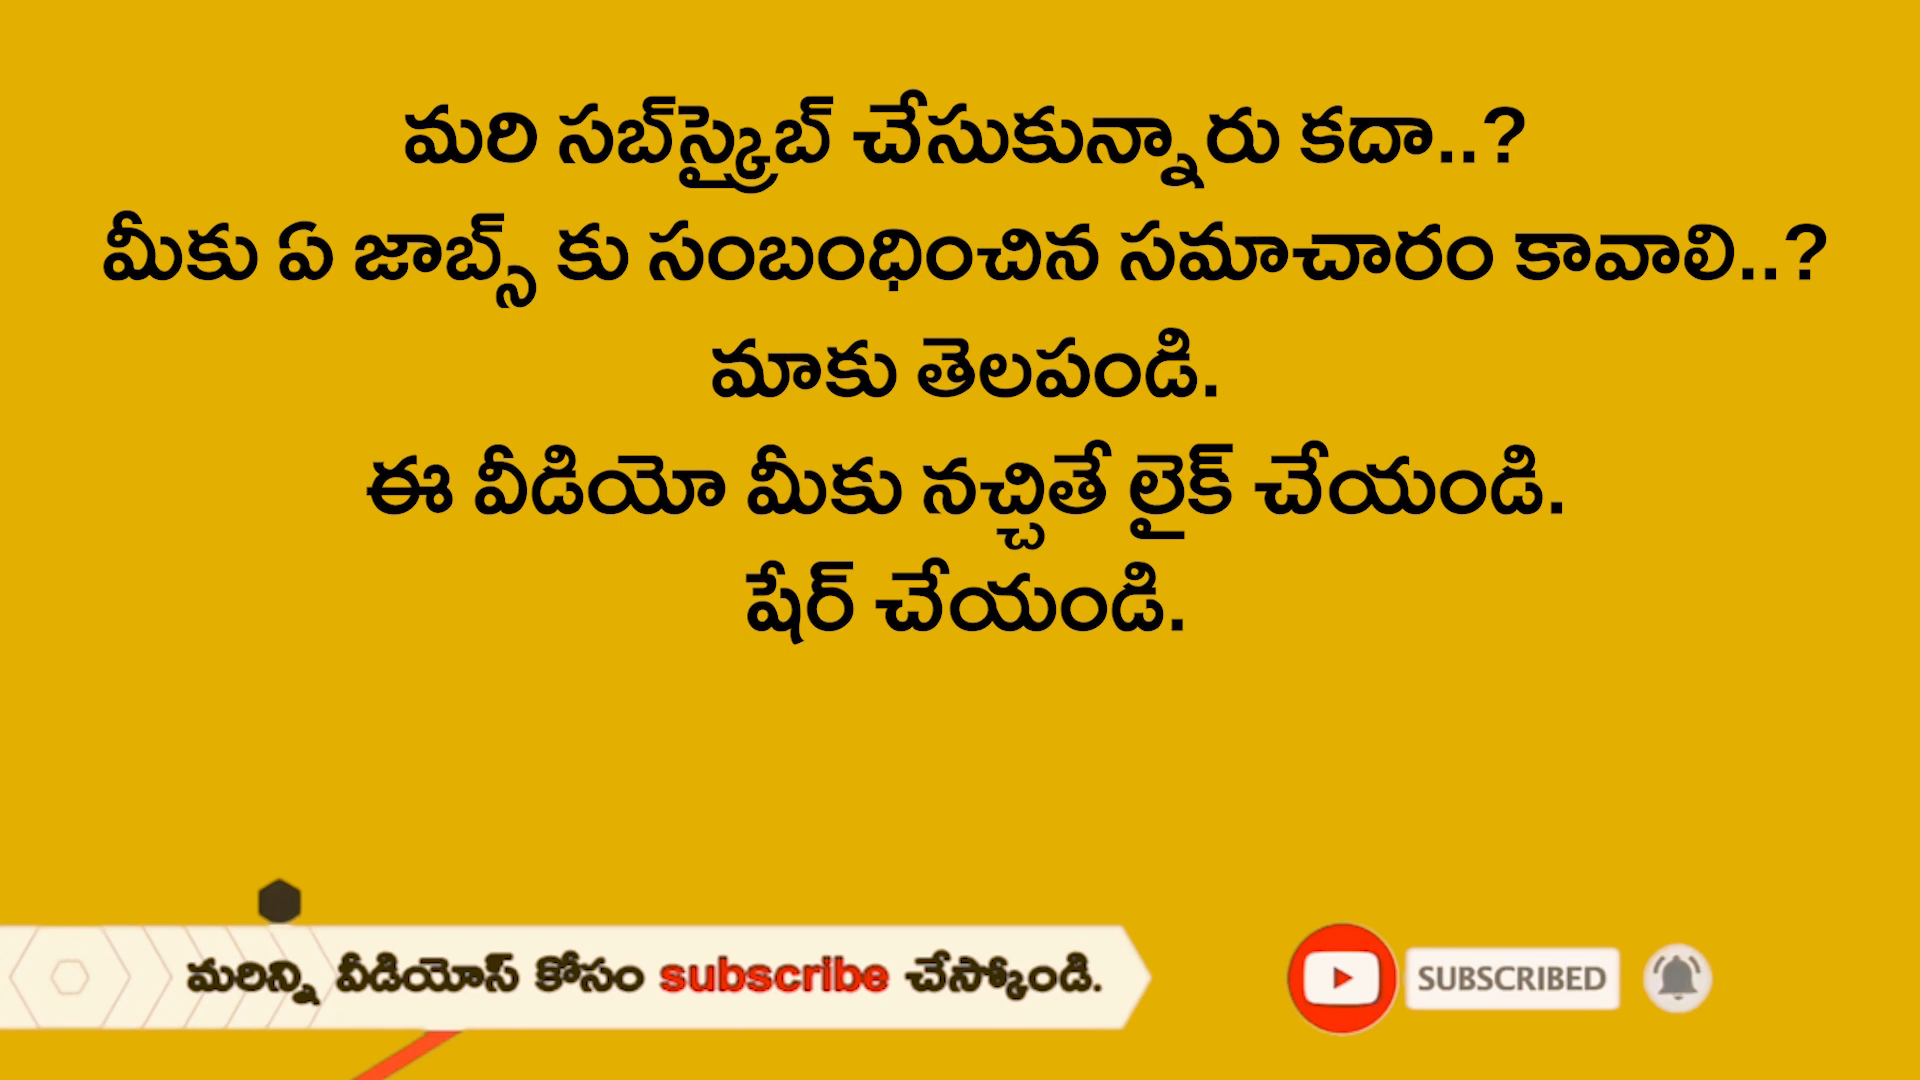 మరి సబ్‌స్క్రైబ్ చేసుకున్నారు కదా..?
మీకు ఏ జాబ్స్ కు సంబంధించిన సమాచారం కావాలి..?
మాకు తెలపండి.
ఈ వీడియో మీకు నచ్చితే లైక్ చేయండి.
షేర్ చేయండి.
మరిన్ని వీడియోస్ కోసం subscribe చేస్కోండి.
SUBSCRIBED